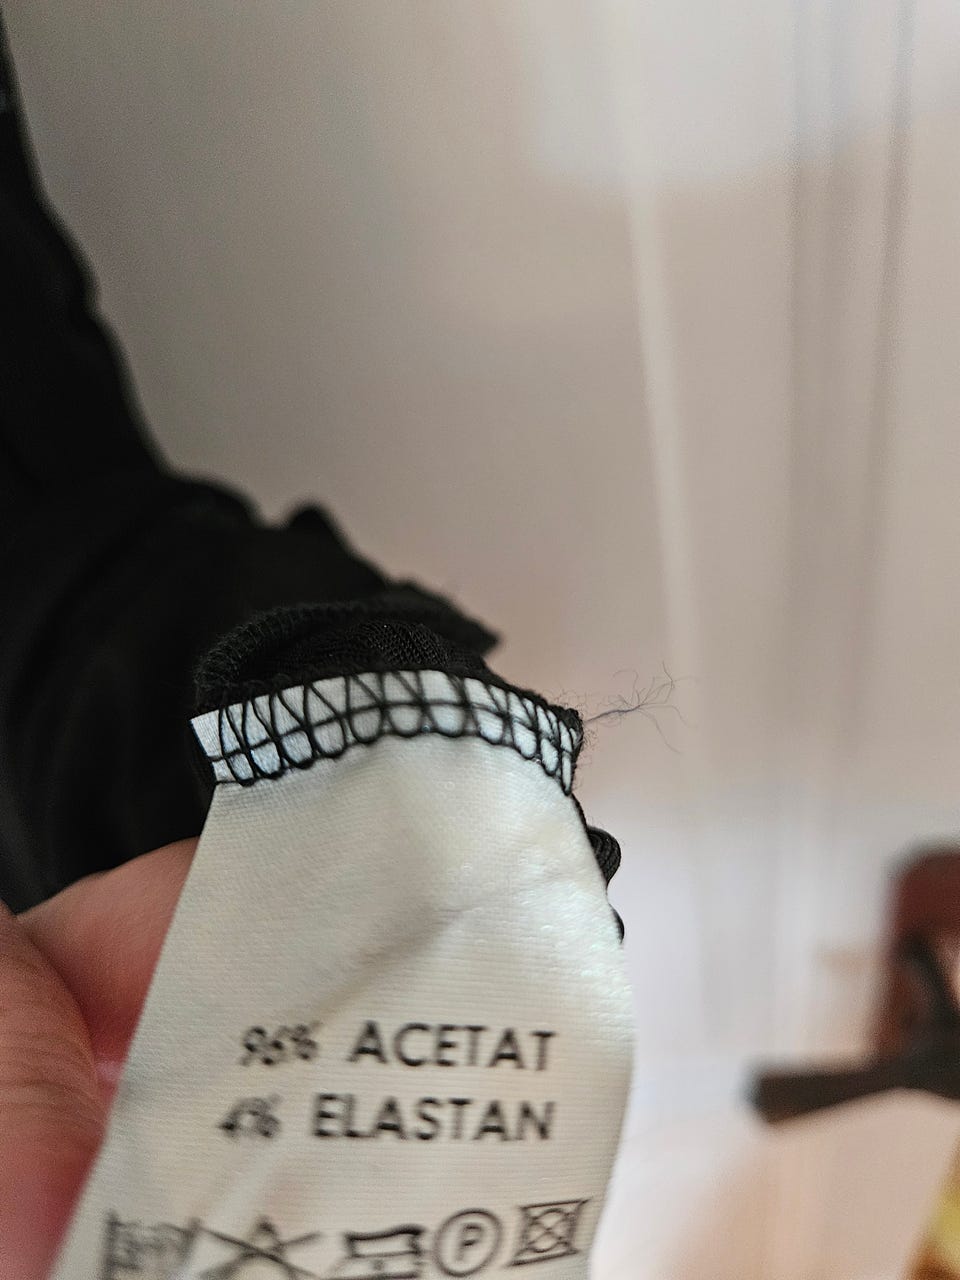 96% ACETAT
4% ELASTAN
P